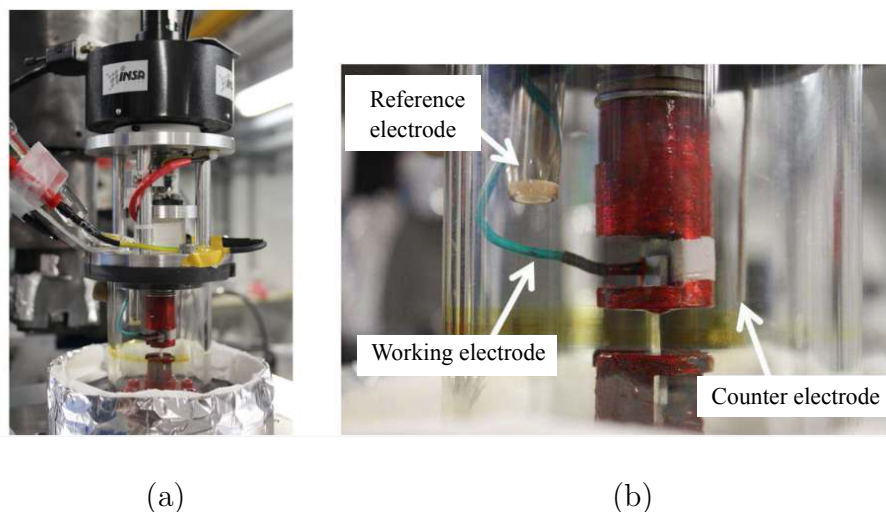 INSA
Reference
electrode
Working electrode
Counter electrode
(a)
(b)